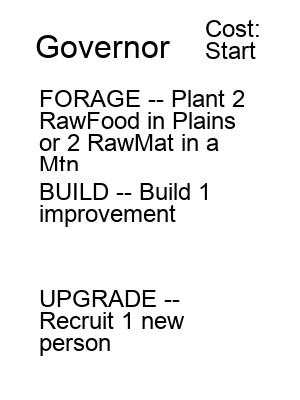 Governor
Cost:
Start
FORAGE -- Plant 2
RawFood in Plains
or 2 RawMat in a
Mtn
BUILD -- Build 1
improvement
UPGRADE --
Recruit 1 new
person